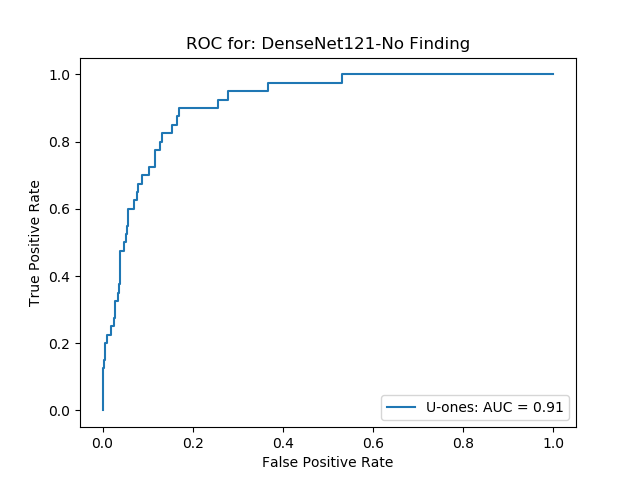 ROC for: DenseNet121-No Finding
1.0
0.8
0.6
0.4
0.2
0.0
True Positive Rate
U-ones: AUC = 0.91
0.0 0.2 0.4 0.6 0.8 1.0
False Positive Rate